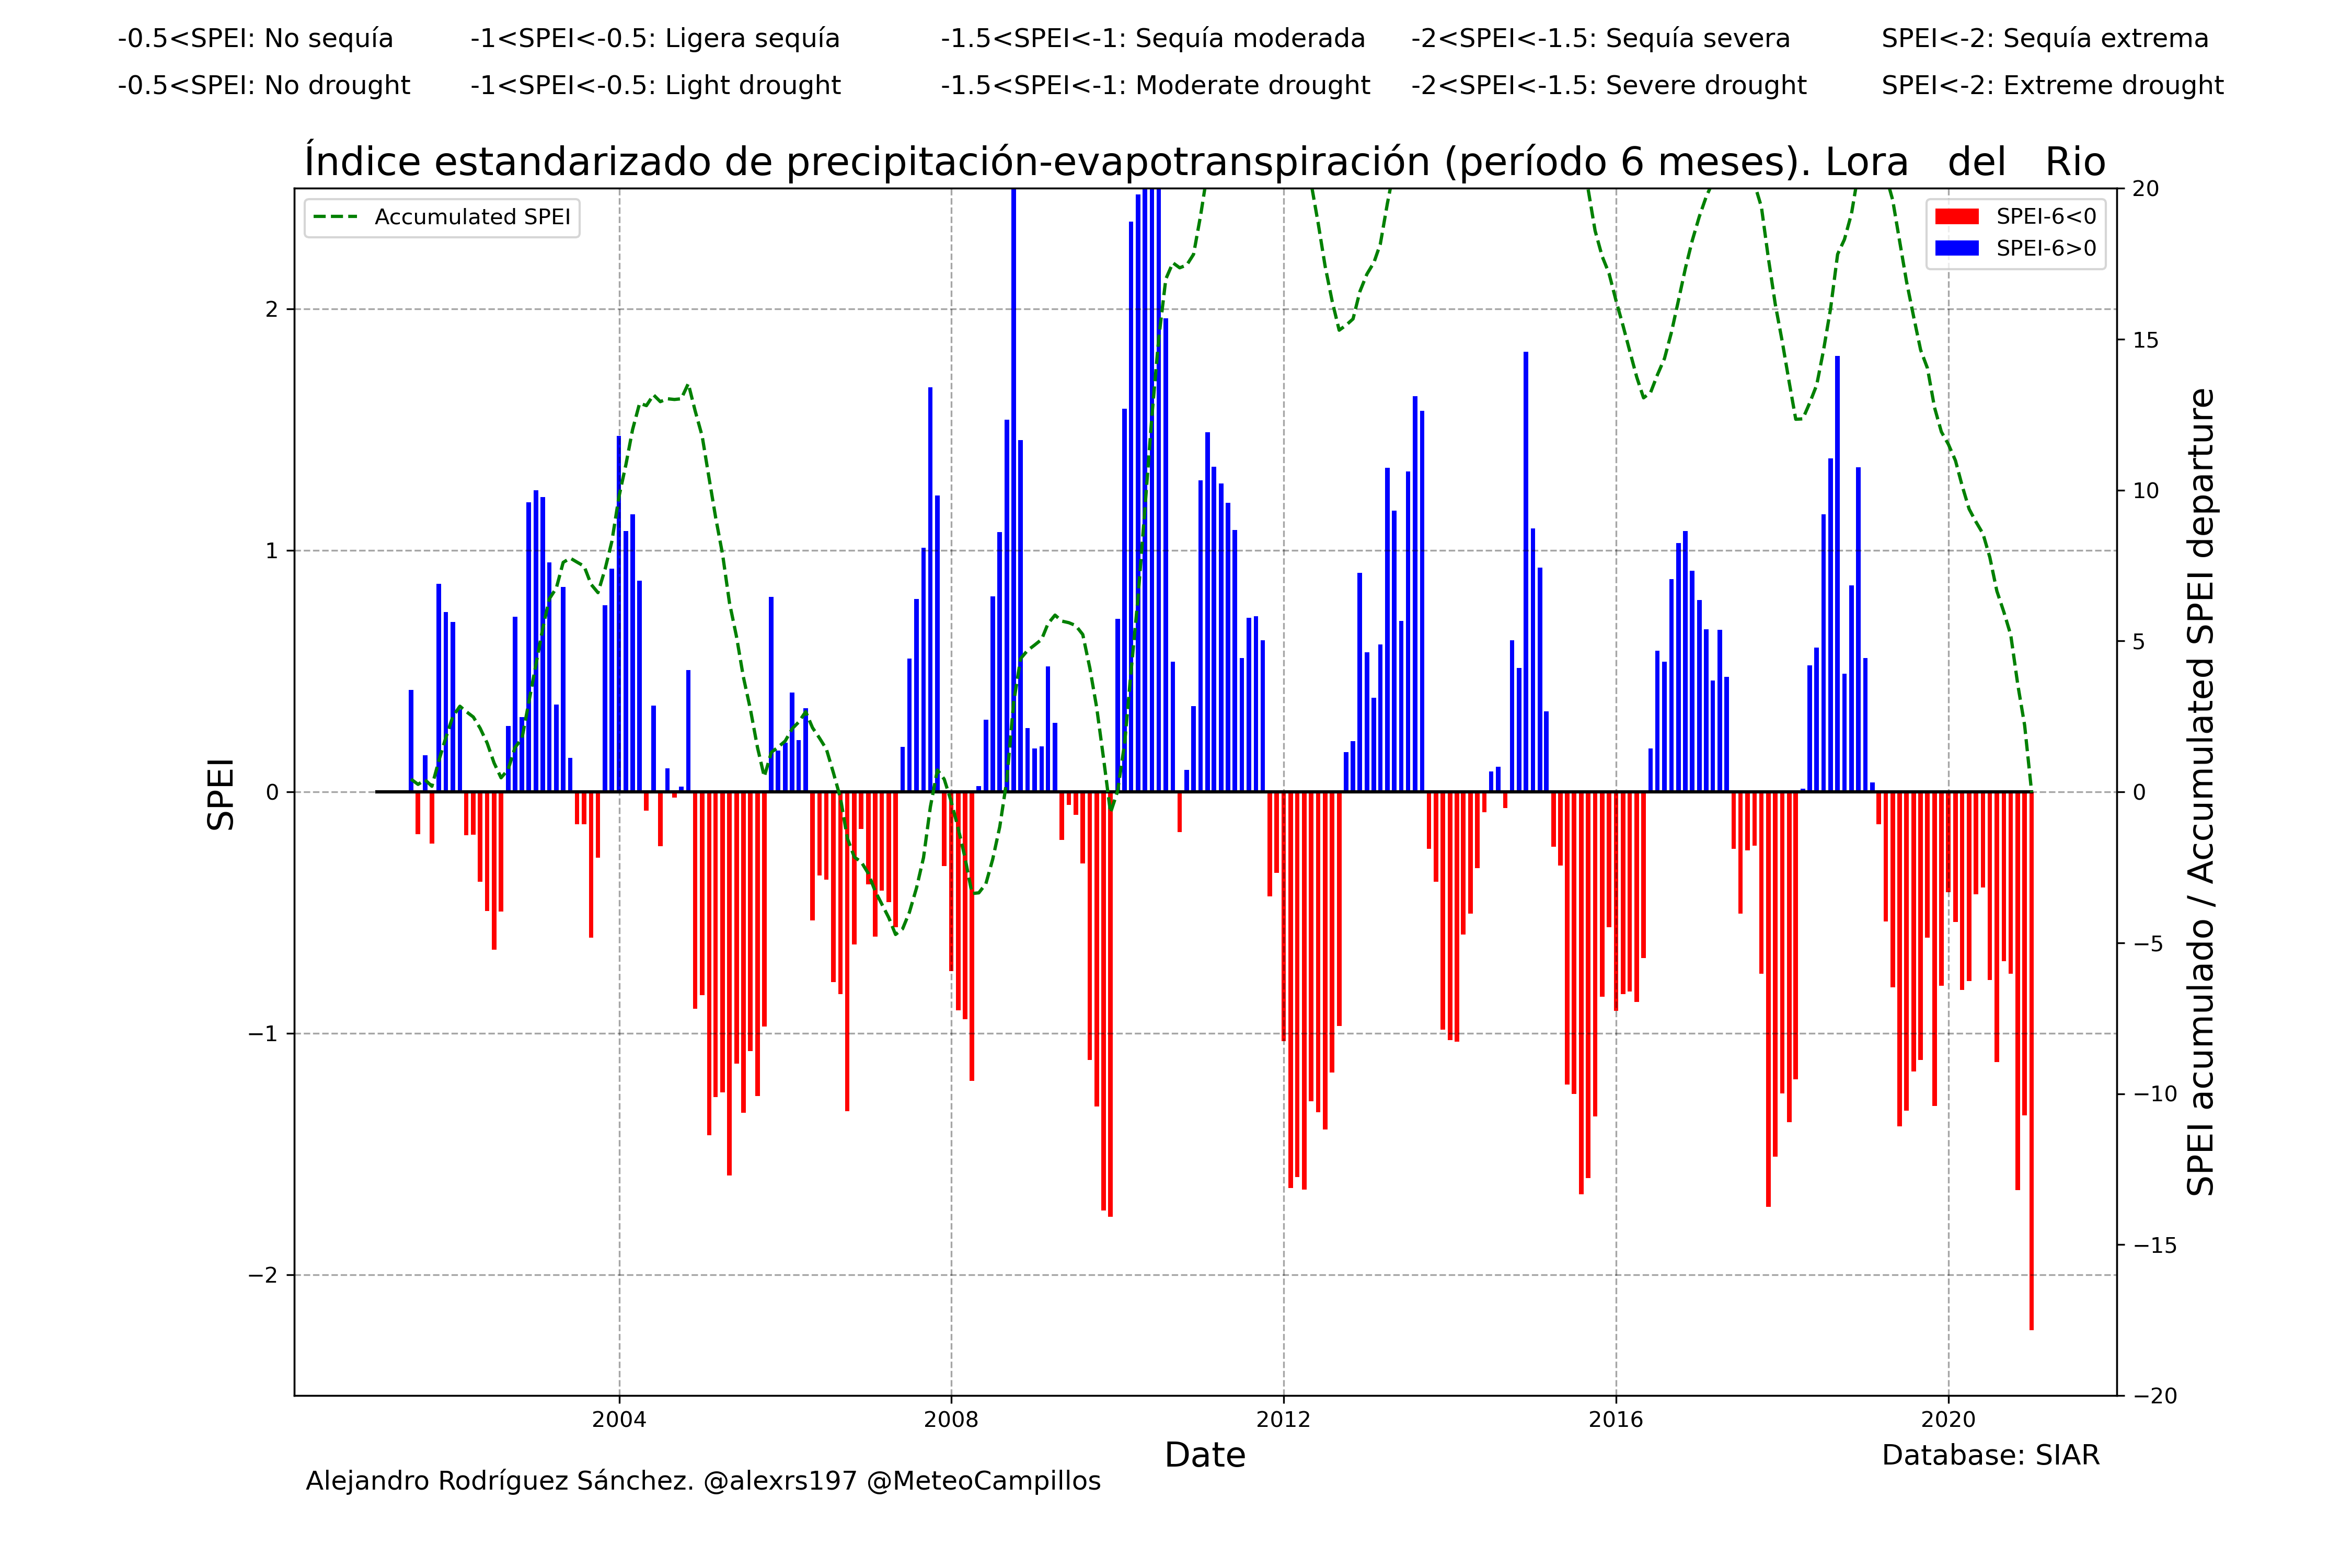 -0.5<SPEI: No sequía -1<SPEI<-0.5: Ligera sequía -1.5<SPEI<-1: Sequía moderada -2<SPEI<-1.5: Sequía severa SPEI<-2: Sequía extrema
-0.5<SPEI: No drought -1<SPEI<-0.5: Light drought -1.5<SPEI<-1: Moderate drought -2<SPEI<-1.5: Severe drought SPEI<-2: Extreme drought
Índice estandarizado de precipitación-evapotranspiración (período 6 meses). Lora del Rio
Accumulated SPEI
SPEI-6<0
SPEI-6>0
SPEI
2
1
0
−1
−2
20
15
10
5
0
−5
−10
−15
−20
SPEI acumulado / Accumulated SPEI departure
2004 2008 2012 2016 2020
Date
Database: SIAR
Alejandro Rodríguez Sánchez. @alexrs197 @MeteoCampillos